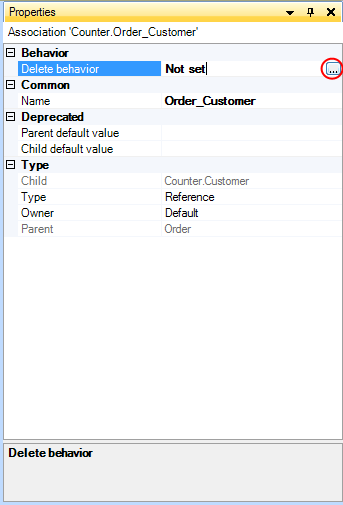 Properties
Association 'Counter.Order_Customer'
Behavior
Delete behavior Not set ...
Common
Name Order_Customer
Deprecated
Parent default value
Child default value
Type
Child Counter.Customer
Type Reference
Owner Default
Parent Order
Delete behavior